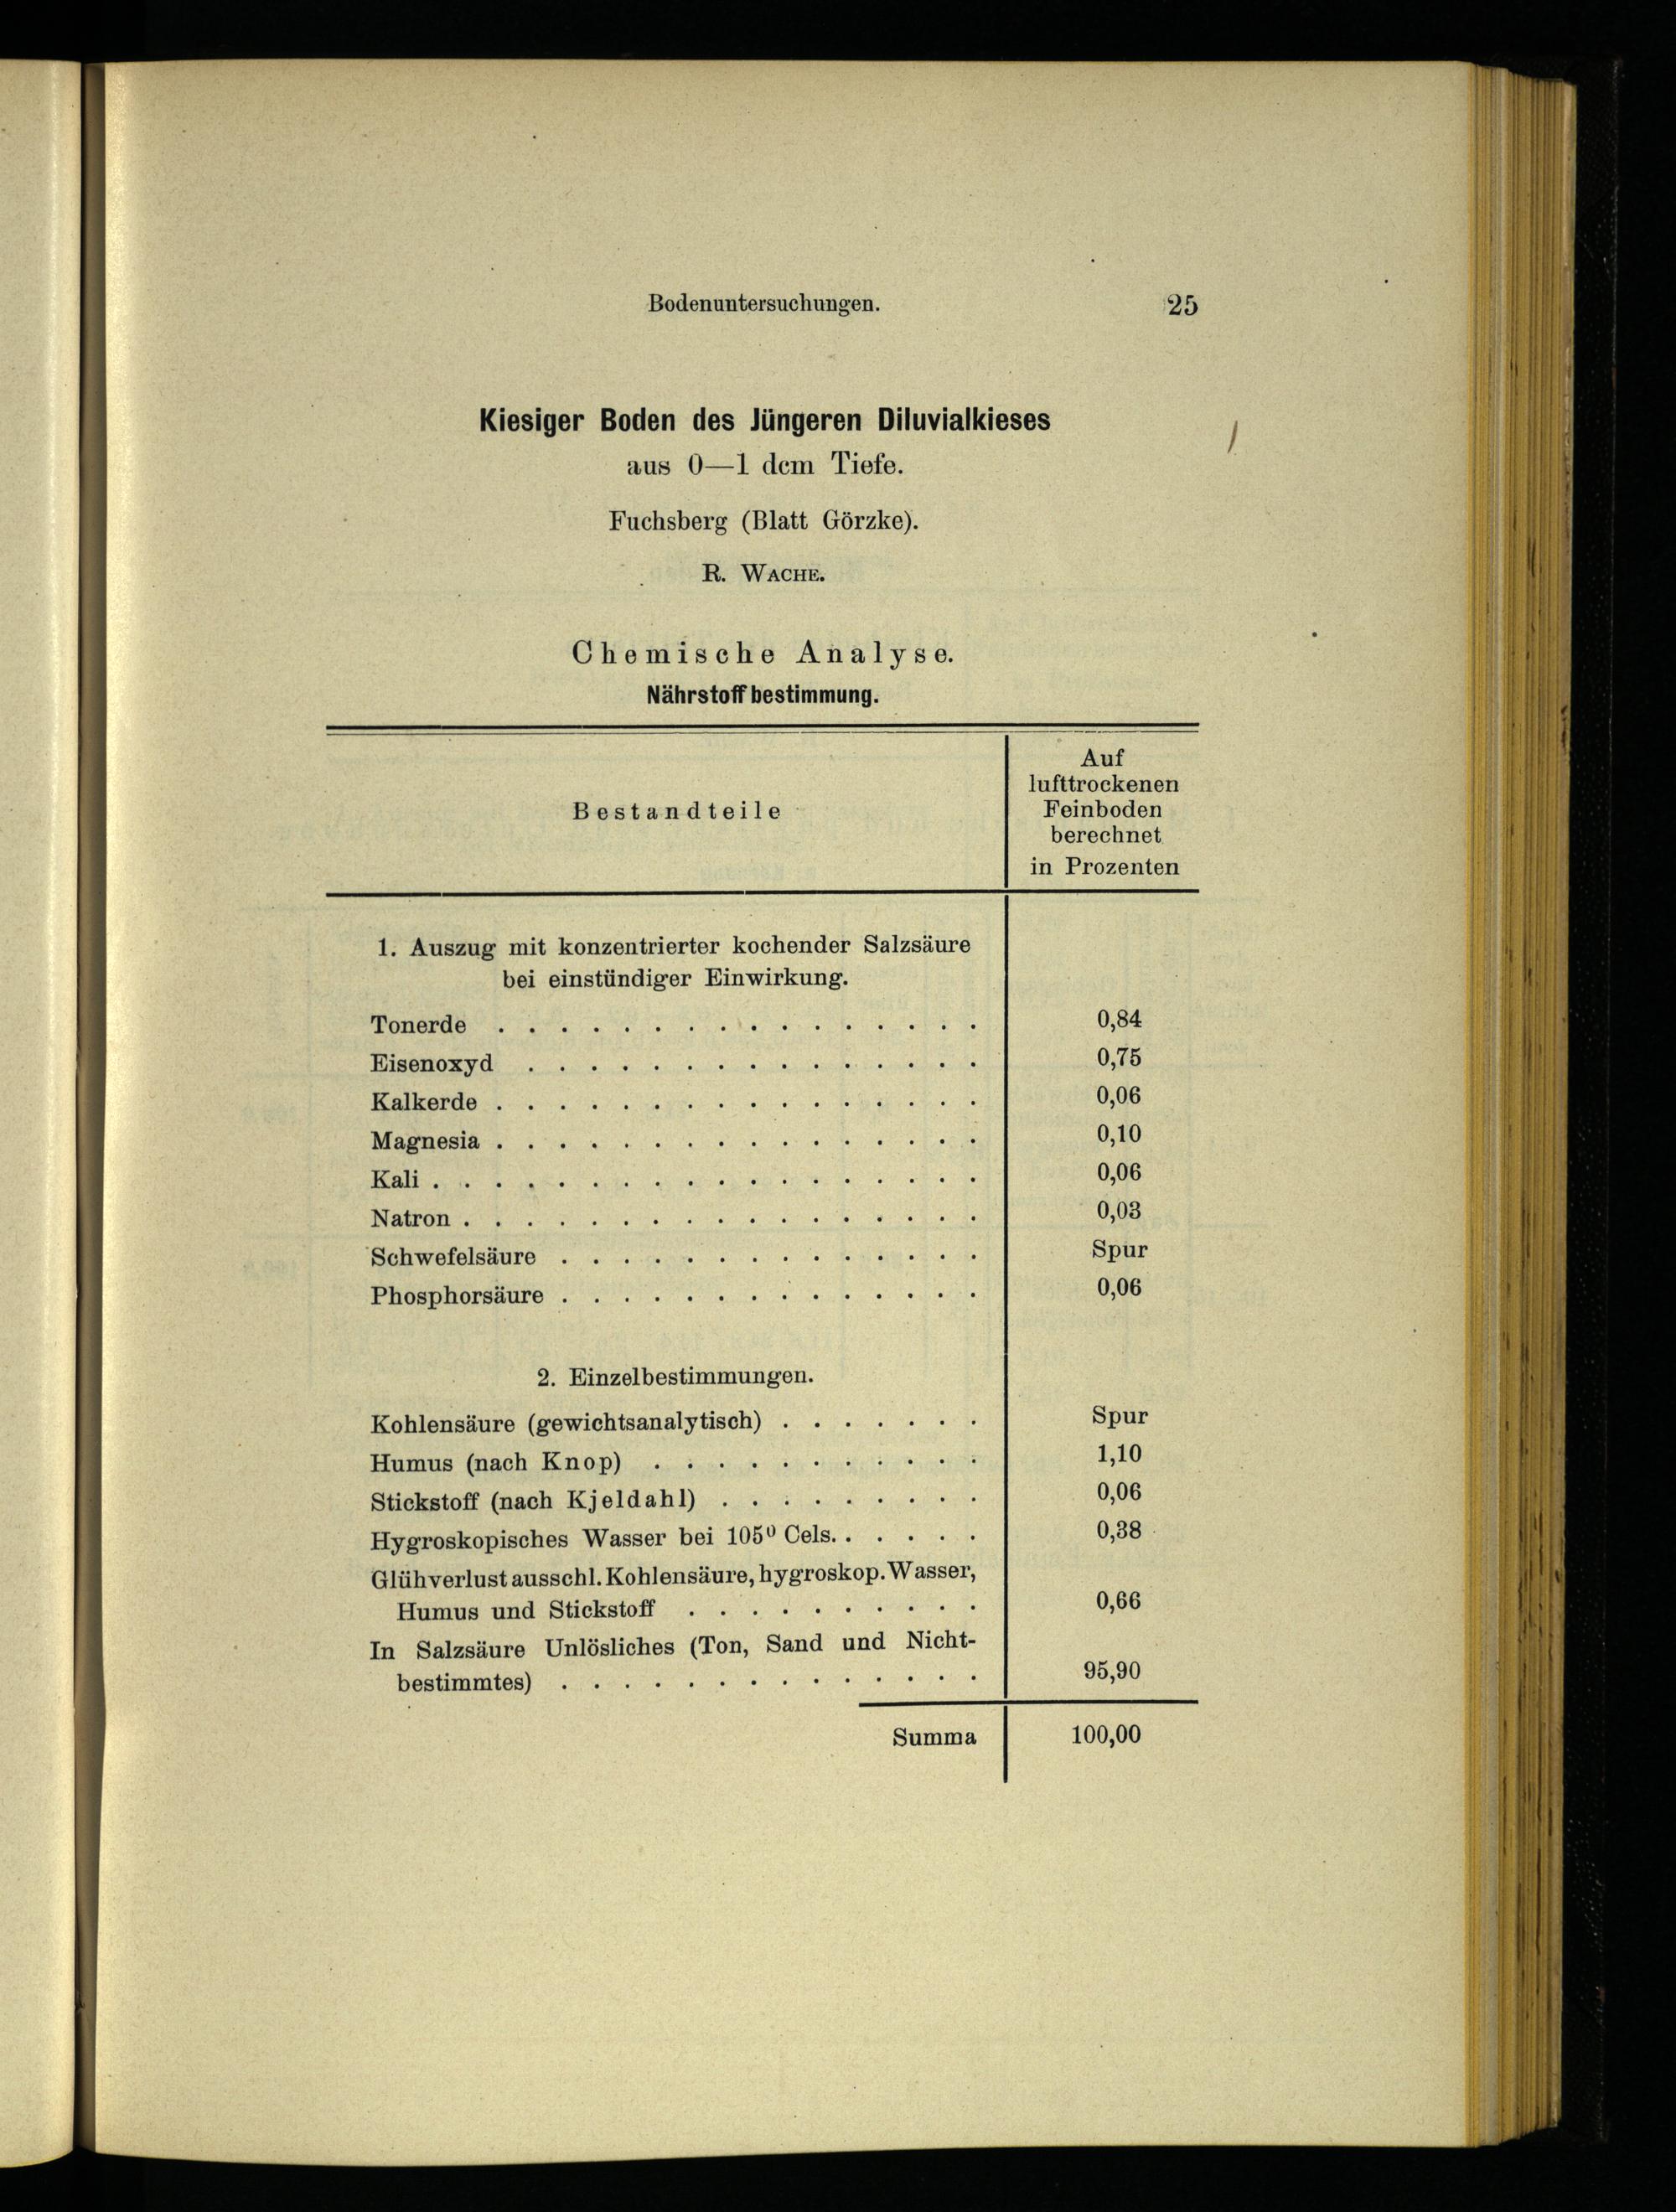 Bodenuntersuchungen. 25
Kiesiger Boden des Jüngeren Diluvialkieses
aus 0—1 dcm Tiefe.
Fuchsberg (Blatt Görzke).
R. WACHE.
Chemische Analyse.
Nährstoffbestimmung.
Bestandteile
Auf
lufttrockenen
Feinboden
berechnet
in Prozenten
1. Auszug mit konzentrierter kochender Salzsäure
bei einstündiger Einwirkung.
Tonerde . . . . . . . . . . . . . . . . 0,84
Eisenoxyd . . . . . . . . . . . . . . . 0,75
Kalkerde . . . . . . . . . . . . . . . . 0,06
Magnesia . . . . . . . . . . . . . . . . 0,10
Kali . . . . . . . . . . . . . . . . . . 0,06
Natron . . . . . . . . . . . . . . . . . 0,03
Schwefelsäure . . . . . . . . . . . . . . Spur
Phosphorsäure . . . . . . . . . . . . . . 0,06
2. Einzelbestimmungen.
Kohlensäure (gewichtsanalytisch) . . . . . . . Spur
Humus (nach Knop) . . . . . . . . . . . 1,10
Stickstoff (nach Kjeldahl) . . . . . . . . . 0,06
Hygroskopisches Wasser bei 105⁰ Cels. . . . . . 0,38
Glühverlust ausschl. Kohlensäure, hygroskop. Wasser,
Humus und Stickstoff . . . . . . . . . . 0,66
In Salzsäure Unlösliches (Ton, Sand und Nicht-
bestimmtes) . . . . . . . . . . . . . . 95,90
Summa 100,00